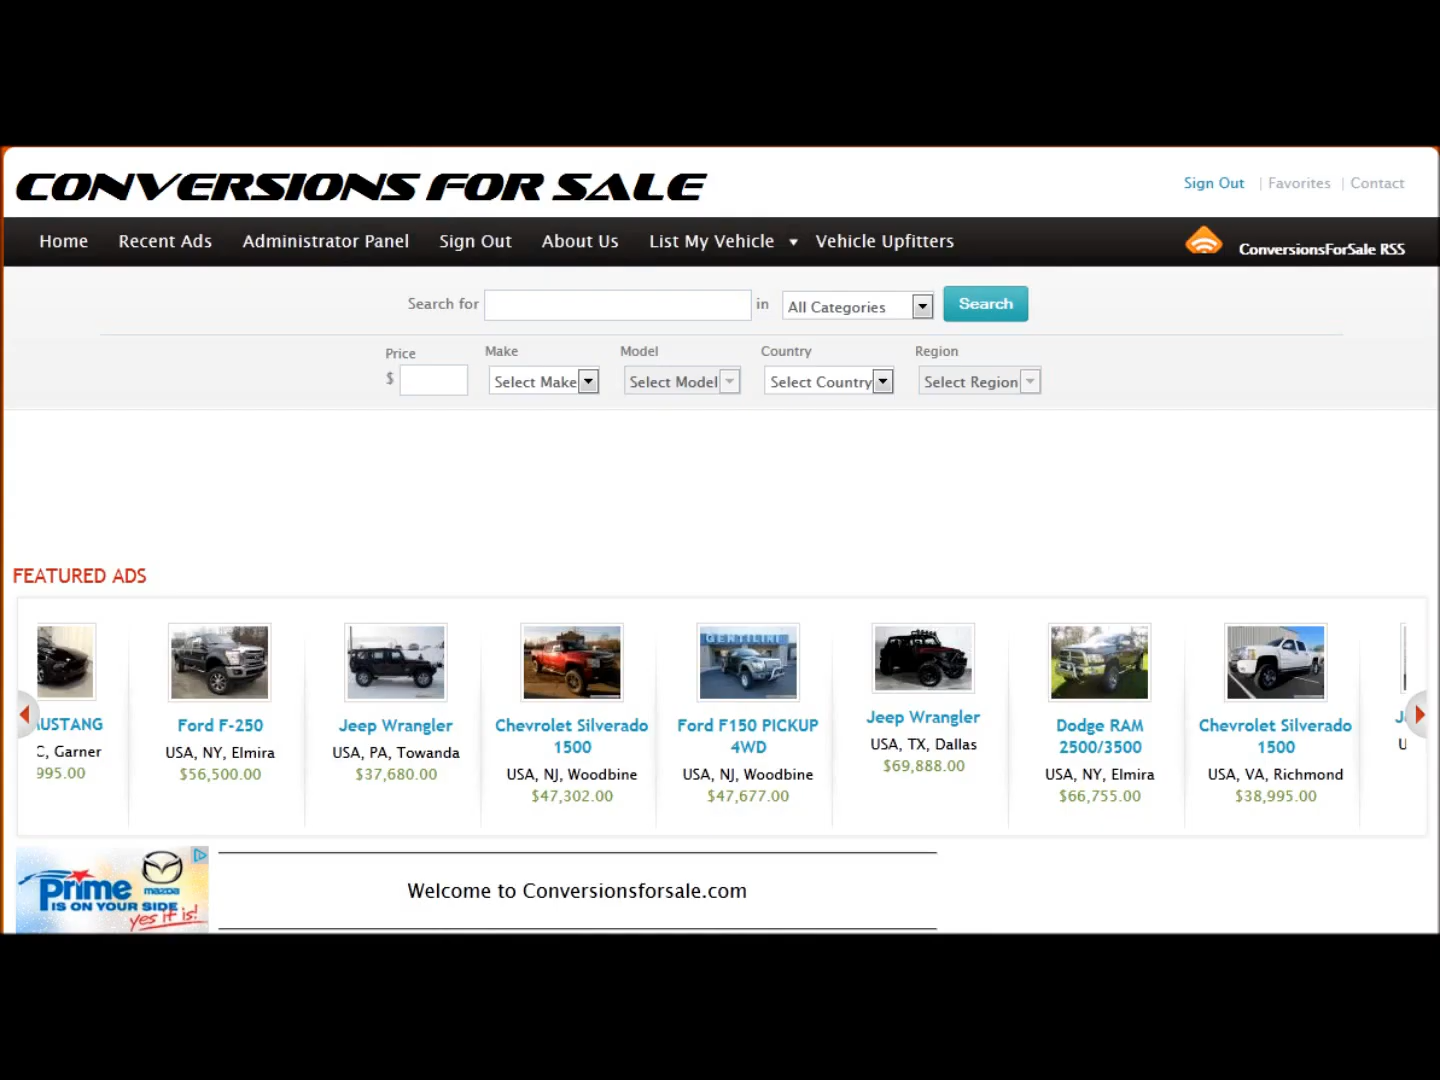 CONVERSIONS FOR SALE
Sign Out | Favorites | Contact
Home Recent Ads Administrator Panel Sign Out About Us List My Vehicle Vehicle Upfitters ConversionsForSale RSS
Search for in All Categories Search
Price Make Model Country Region
$ Select Make Select Model Select Country Select Region
FEATURED ADS
GENTILINI
USTANG
C, Garner
995.00
Ford F-250
USA, NY, Elmira
$56,500.00
Jeep Wrangler
USA, PA, Towanda
$37,680.00
Chevrolet Silverado
1500
USA, NJ, Woodbine
$47,302.00
Ford F150 PICKUP
4WD
USA, NJ, Woodbine
$47,677.00
Jeep Wrangler
USA, TX, Dallas
$69,888.00
Dodge RAM
2500/3500
USA, NY, Elmira
$66,755.00
Chevrolet Silverado
1500
USA, VA, Richmond
$38,995.00
J
U
Prime
mazda
IS ON YOUR SIDE
yes it is!
Welcome to Conversionsforsale.com